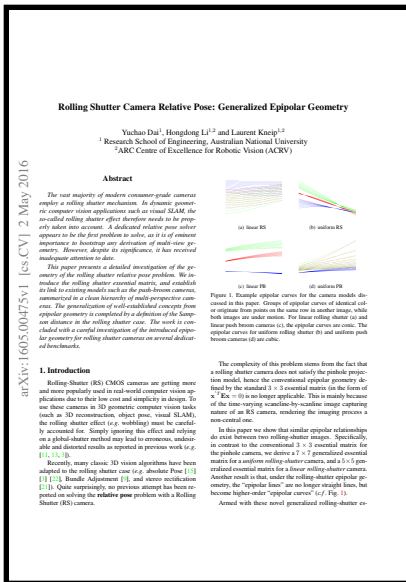 Rolling Shutter Camera Relative Pose: Generalized Epipolar Geometry
Yuchao Dai1, Hongdong Li1,2 and Laurent Kneip1,2
1 Research School of Engineering, Australian National University
2ARC Centre of Excellence for Robotic Vision (ACRV)
arXiv:1605.00475v1 [cs.CV] 2 May 2016
Abstract
The vast majority of modern consumer-grade cameras
employ a rolling shutter mechanism. In dynamic geo-
metric computer vision applications such as visual SLAM, the
so-called rolling shutter effect therefore needs to be prop-
erly taken into account. A dedicated relative pose solver
appears to be the first problem to solve, as it is of eminent
importance to bootstrap any derivation of multi-view ge-
ometry. However, despite its significance, it has received
inadequate attention to date.
This paper presents a detailed investigation of the ge-
ometry of the rolling shutter relative pose problem. We in-
troduce the rolling shutter essential matrix, and establish
its link to existing models such as the push-broom cameras,
summarized in a clean hierarchy of multi-perspective cam-
eras. The generalization of well-established concepts from
epipolar geometry is completed by a definition of the Samp-
son distance in the rolling shutter case. The work is con-
cluded with a careful investigation of the introduced epipo-
lar geometry for rolling shutter cameras on several dedi-
cated benchmarks.
1. Introduction
Rolling-Shutter (RS) CMOS cameras are getting more
and more popularly used in real-world computer vision ap-
plications due to their low cost and simplicity in design. To
use these cameras in 3D geometric computer vision tasks
(such as 3D reconstruction, object pose, visual SLAM),
the rolling shutter effect (e.g. wobbling) must be carefully
accounted for. Simply ignoring this effect and relying
on a global-shutter method may lead to erroneous, undesir-
able and distorted results as reported in previous work (e.g.
[11, 13, 3]).
Recently, many classic 3D vision algorithms have been
adapted to the rolling shutter case (e.g. absolute Pose [15]
[1] [22], Bundle Adjustment [9], and stereo rectification
[21]). Quite surprisingly, no previous attempt has been re-
ported on solving the relative pose problem with a Rolling
Shutter (RS) camera.
(a) linear RS
(b) uniform RS
(c) linear PB
(d) uniform PB
Figure 1. Example epipolar curves for the camera models dis-
cussed in this paper. Groups of epipolar curves of identical col-
or originate from points on the same row in another image, while
both images are under motion. For linear rolling shutter (a) and
linear push broom cameras (c), the epipolar curves are conic. The
epipolar curves for uniform rolling shutter (b) and uniform push
broom cameras (d) are cubic.
The complexity of this problem stems from the fact that
a rolling shutter camera does not satisfy the pinhole projec-
tion model, hence the conventional epipolar geometry de-
fined by the standard 3 × 3 essential matrix (in the form of
x′TEx = 0) is no longer applicable. This is mainly because
of the time-varying scanline-by-scanline image capturing
nature of an RS camera, rendering the imaging process a
non-central one.
In this paper we show that similar epipolar relationships
do exist between two rolling-shutter images. Specifically,
in contrast to the conventional 3 × 3 essential matrix for
the pinhole camera, we derive a 7 × 7 generalized essential
matrix for a uniform rolling-shutter camera, and a 5×5 gen-
eralized essential matrix for a linear rolling-shutter camera.
Another result is that, under the rolling-shutter epipolar ge-
ometry, the "epipolar lines" are no longer straight lines, but
become higher-order "epipolar curves" (c.f. Fig. 1).
Armed with these novel generalized rolling-shutter es-